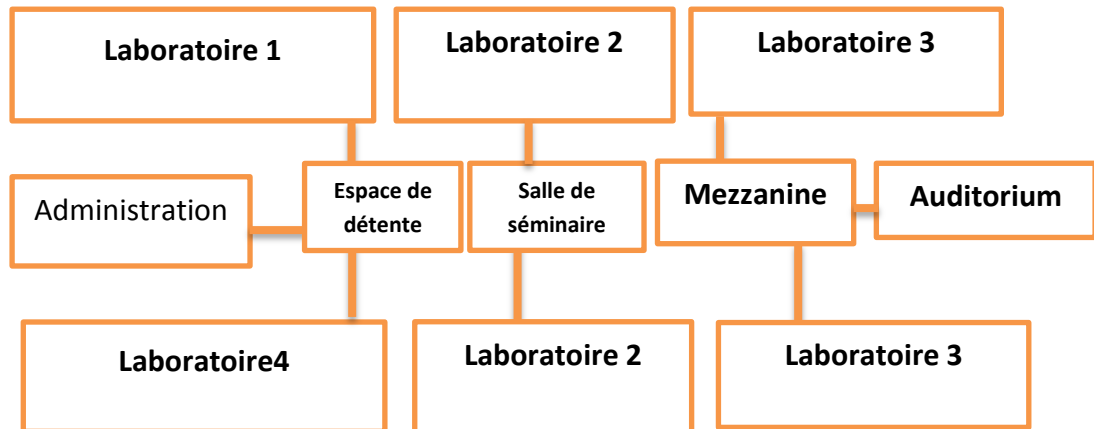 Laboratoire 1
Laboratoire 2
Laboratoire 3
Administration
Espace de
détente
Salle de
séminaire
Mezzanine
Auditorium
Laboratoire4
Laboratoire 2
Laboratoire 3